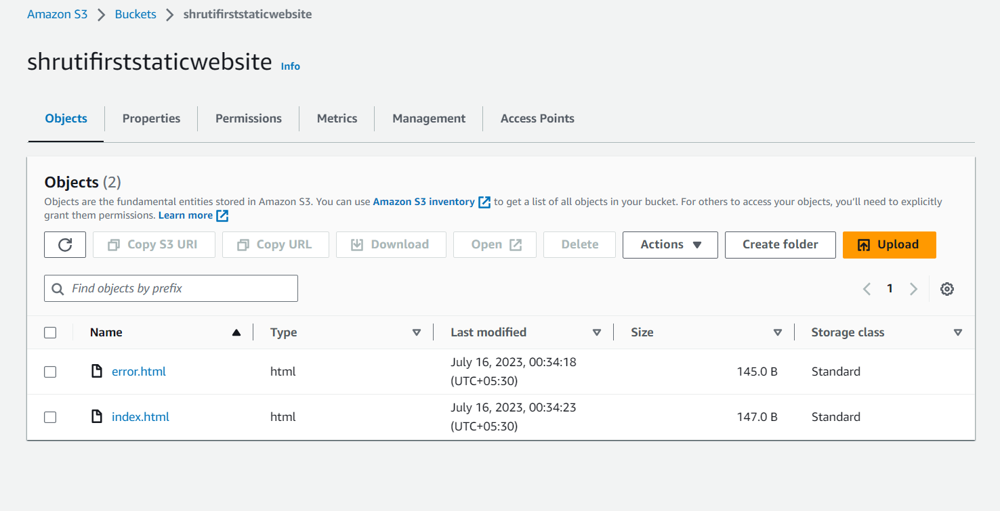 Amazon S3 > Buckets > shrutifirststaticwebsite
shrutifirststaticwebsite Info
Objects Properties Permissions Metrics Management Access Points
Objects (2)
Objects are the fundamental entities stored in Amazon S3. You can use Amazon S3 inventory to get a list of all objects in your bucket. For others to access your objects, you’ll need to explicitly
grant them permissions. Learn more
Copy S3 URI Copy URL Download Open Delete Actions Create folder Upload
Find objects by prefix 1
Name Type Last modified Size Storage class
error.html html July 16, 2023, 00:34:18 145.0 B Standard
(UTC+05:30)
index.html html July 16, 2023, 00:34:23 147.0 B Standard
(UTC+05:30)